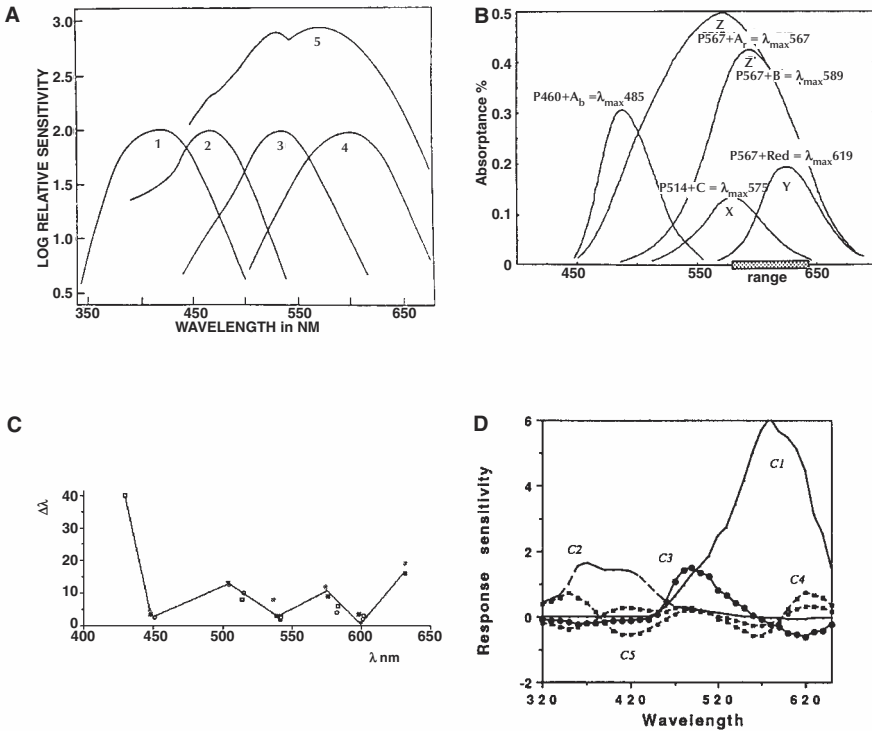 A
LOG RELATIVE SENSITIVITY
3.0
2.5
2.0
1.5
1.0
0.5
1
2
3
4
5
350
450
550
650
WAVELENGTH in NM
B
Absorptance %
0.5
0.4
0.3
0.2
0.1
0
Z
P567+Ar = λmax567
Z'
P567+B = λmax589
P460+Ab =λmax485
P567+Red = λmax619
P514+C = λmax575
X
Y
450
550
650
range
C
Δλ
40
30
20
10
0
400
450
500
550
600
650
λ nm
D
Response sensitivity
6
4
2
0
-2
C1
C2
C3
C4
C5
320
420
520
620
Wavelength